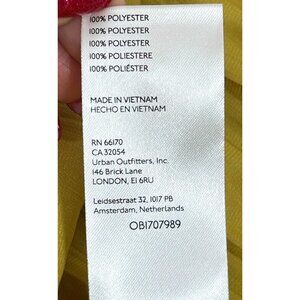 100% POLYESTER
100% POLYESTER
100% POLYESTER
100% POLIESTERE
100% POLIÉSTER
MADE IN VIETNAM
HECHO EN VIETNAM
RN 66170
CA 32054
Urban Outfitters, Inc.
146 Brick Lane
LONDON, E1 6RU
Leidsestraat 32, 1017 PB
Amsterdam, Netherlands
OB1707989